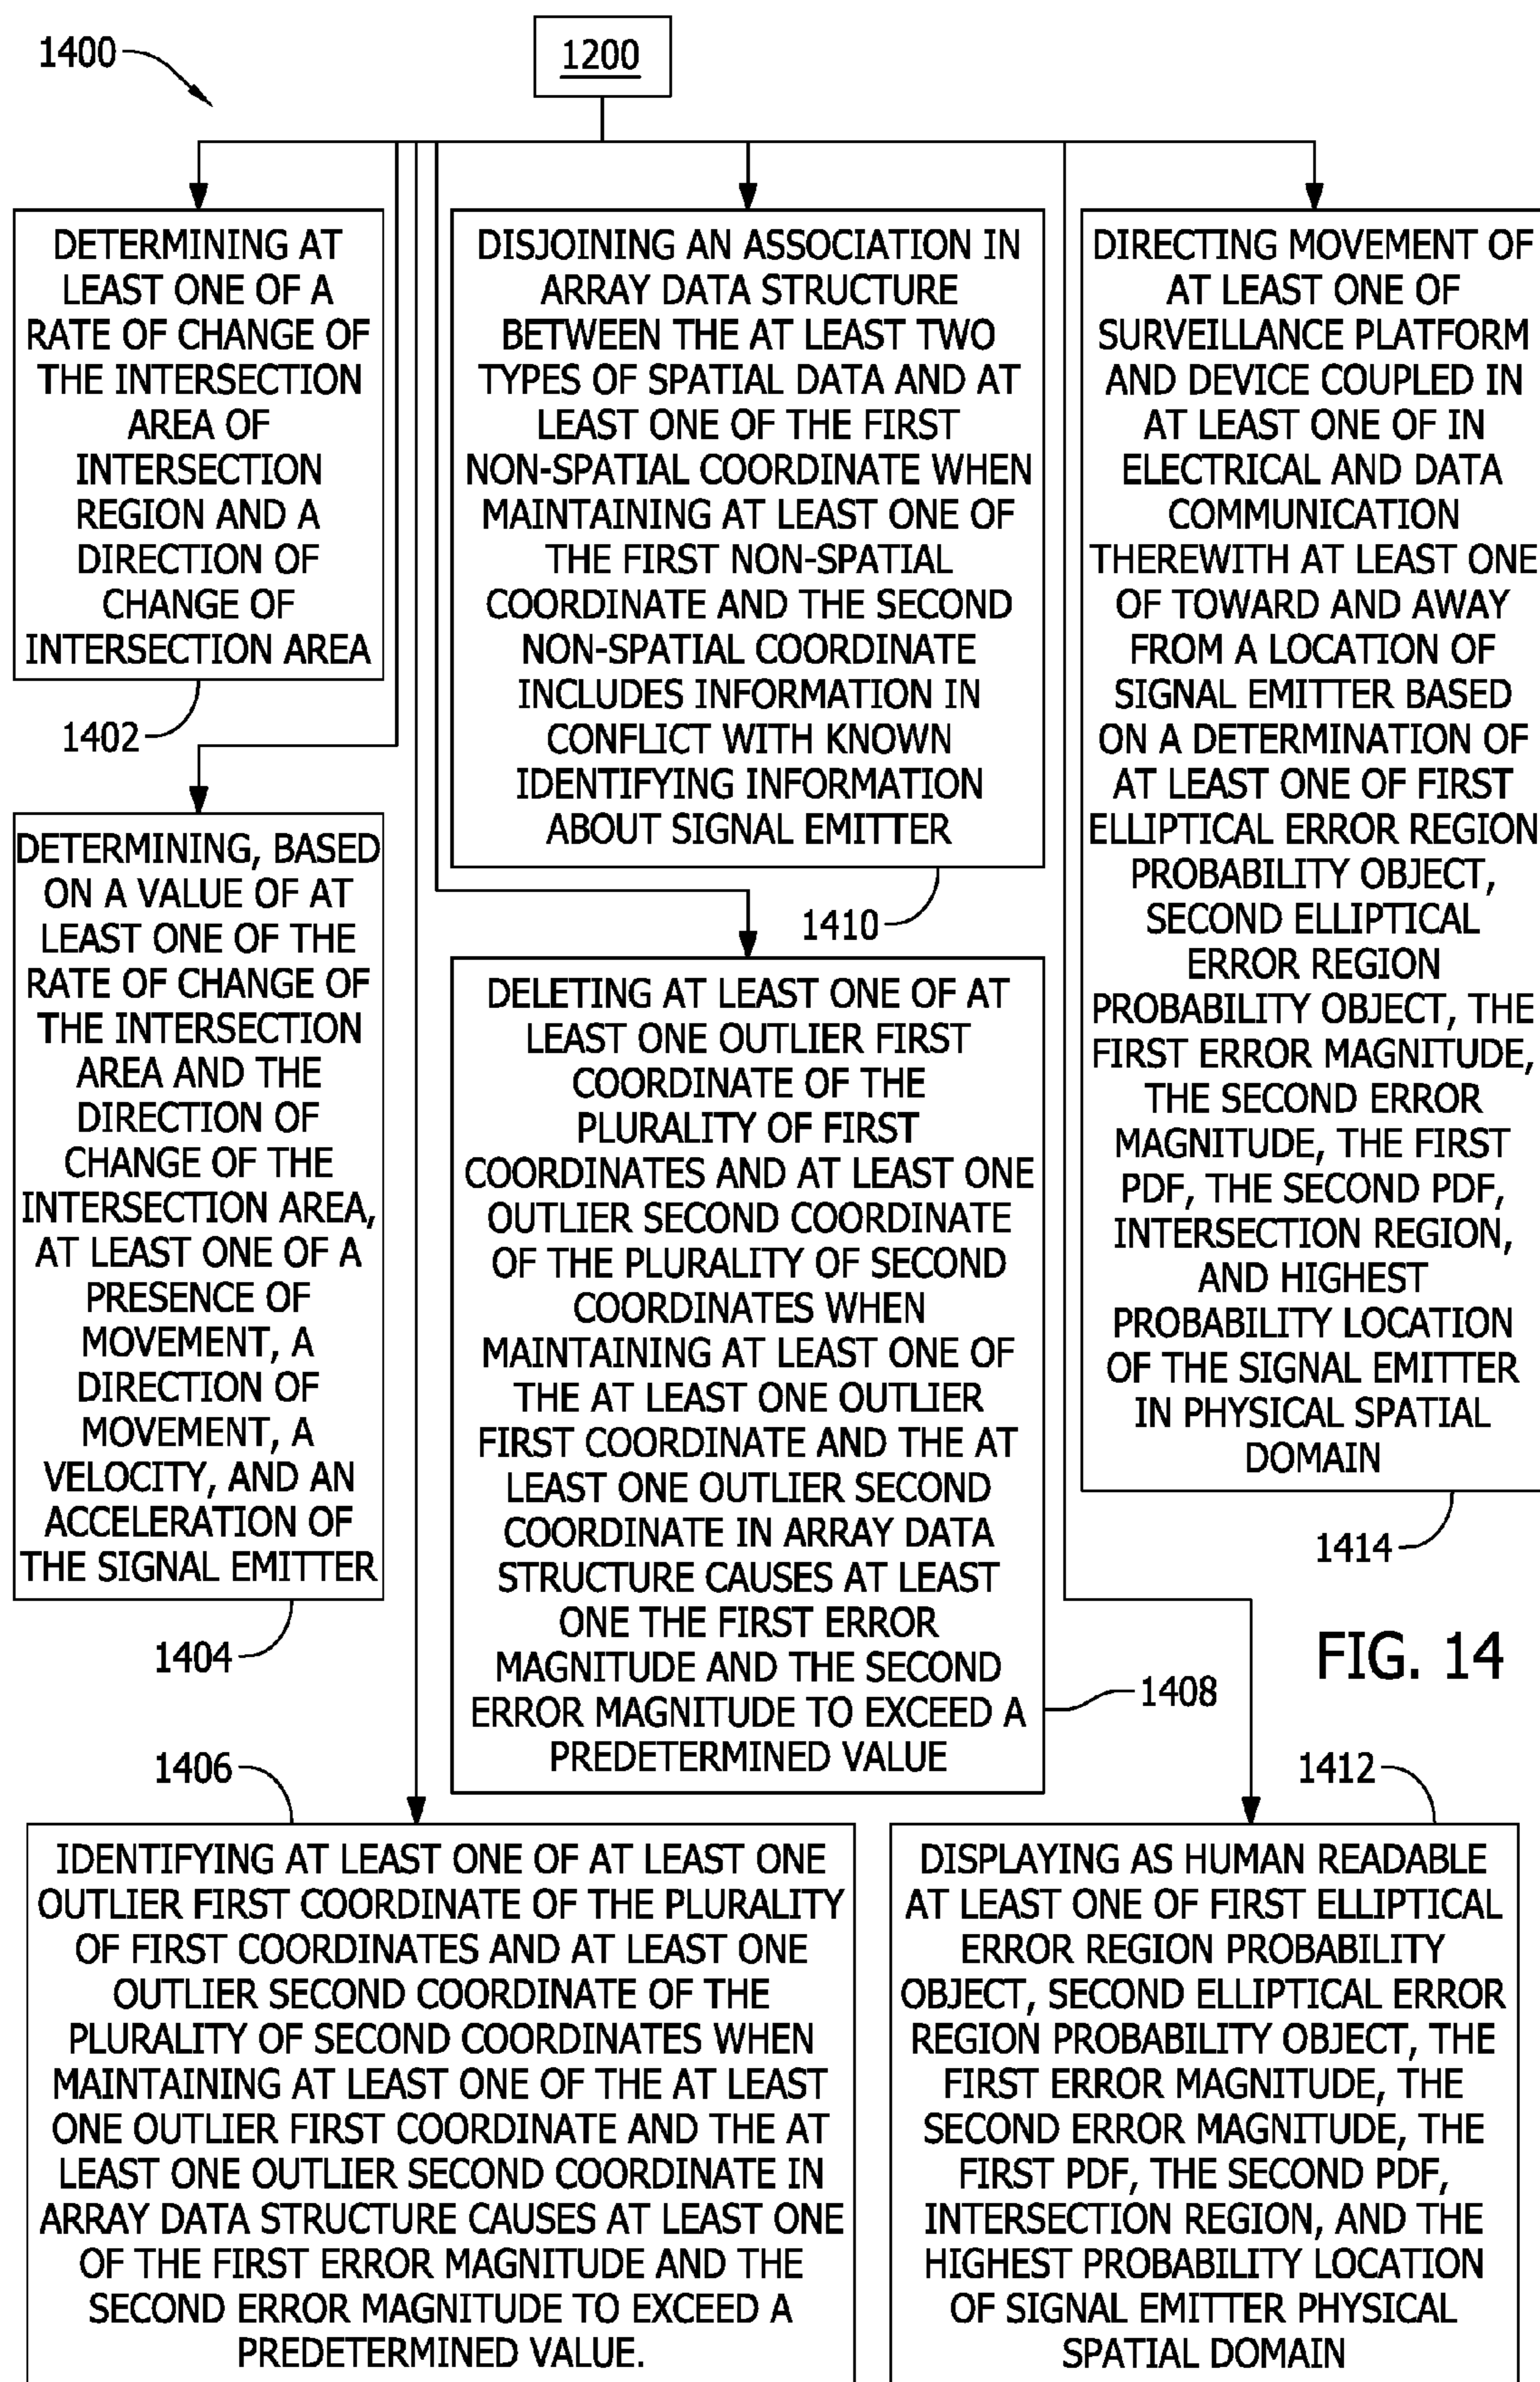 1400
1200
DETERMINING AT
LEAST ONE OF A
RATE OF CHANGE OF
THE INTERSECTION
AREA OF
INTERSECTION
REGION AND A
DIRECTION OF
CHANGE OF
INTERSECTION AREA
1402
DETERMINING, BASED
ON A VALUE OF AT
LEAST ONE OF THE
RATE OF CHANGE OF
THE INTERSECTION
AREA AND THE
DIRECTION OF
CHANGE OF THE
INTERSECTION AREA,
AT LEAST ONE OF A
PRESENCE OF
MOVEMENT, A
DIRECTION OF
MOVEMENT, A
VELOCITY, AND AN
ACCELERATION OF
THE SIGNAL EMITTER
1404
DISJOINING AN ASSOCIATION IN
ARRAY DATA STRUCTURE
BETWEEN THE AT LEAST TWO
TYPES OF SPATIAL DATA AND AT
LEAST ONE OF THE FIRST
NON-SPATIAL COORDINATE WHEN
MAINTAINING AT LEAST ONE OF
THE FIRST NON-SPATIAL
COORDINATE AND THE SECOND
NON-SPATIAL COORDINATE
INCLUDES INFORMATION IN
CONFLICT WITH KNOWN
IDENTIFYING INFORMATION
ABOUT SIGNAL EMITTER
1410
DELETING AT LEAST ONE OF AT
LEAST ONE OUTLIER FIRST
COORDINATE OF THE
PLURALITY OF FIRST
COORDINATES AND AT LEAST ONE
OUTLIER SECOND COORDINATE
OF THE PLURALITY OF SECOND
COORDINATES WHEN
MAINTAINING AT LEAST ONE OF
THE AT LEAST ONE OUTLIER
FIRST COORDINATE AND THE AT
LEAST ONE OUTLIER SECOND
COORDINATE IN ARRAY DATA
STRUCTURE CAUSES AT LEAST
ONE THE FIRST ERROR
MAGNITUDE AND THE SECOND
ERROR MAGNITUDE TO EXCEED A
PREDETERMINED VALUE
1408
DIRECTING MOVEMENT OF
AT LEAST ONE OF
SURVEILLANCE PLATFORM
AND DEVICE COUPLED IN
AT LEAST ONE OF IN
ELECTRICAL AND DATA
COMMUNICATION
THEREWITH AT LEAST ONE
OF TOWARD AND AWAY
FROM A LOCATION OF
SIGNAL EMITTER BASED
ON A DETERMINATION OF
AT LEAST ONE OF FIRST
ELLIPTICAL ERROR REGION
PROBABILITY OBJECT,
SECOND ELLIPTICAL
ERROR REGION
PROBABILITY OBJECT, THE
FIRST ERROR MAGNITUDE,
THE SECOND ERROR
MAGNITUDE, THE FIRST
PDF, THE SECOND PDF,
INTERSECTION REGION,
AND HIGHEST
PROBABILITY LOCATION
OF THE SIGNAL EMITTER
IN PHYSICAL SPATIAL
DOMAIN
1414
FIG. 14
1406
IDENTIFYING AT LEAST ONE OF AT LEAST ONE
OUTLIER FIRST COORDINATE OF THE PLURALITY
OF FIRST COORDINATES AND AT LEAST ONE
OUTLIER SECOND COORDINATE OF THE
PLURALITY OF SECOND COORDINATES WHEN
MAINTAINING AT LEAST ONE OF THE AT LEAST
ONE OUTLIER FIRST COORDINATE AND THE AT
LEAST ONE OUTLIER SECOND COORDINATE IN
ARRAY DATA STRUCTURE CAUSES AT LEAST ONE
OF THE FIRST ERROR MAGNITUDE AND THE
SECOND ERROR MAGNITUDE TO EXCEED A
PREDETERMINED VALUE.
1412
DISPLAYING AS HUMAN READABLE
AT LEAST ONE OF FIRST ELLIPTICAL
ERROR REGION PROBABILITY
OBJECT, SECOND ELLIPTICAL ERROR
REGION PROBABILITY OBJECT, THE
FIRST ERROR MAGNITUDE, THE
SECOND ERROR MAGNITUDE, THE
FIRST PDF, THE SECOND PDF,
INTERSECTION REGION, AND THE
HIGHEST PROBABILITY LOCATION
OF SIGNAL EMITTER PHYSICAL
SPATIAL DOMAIN